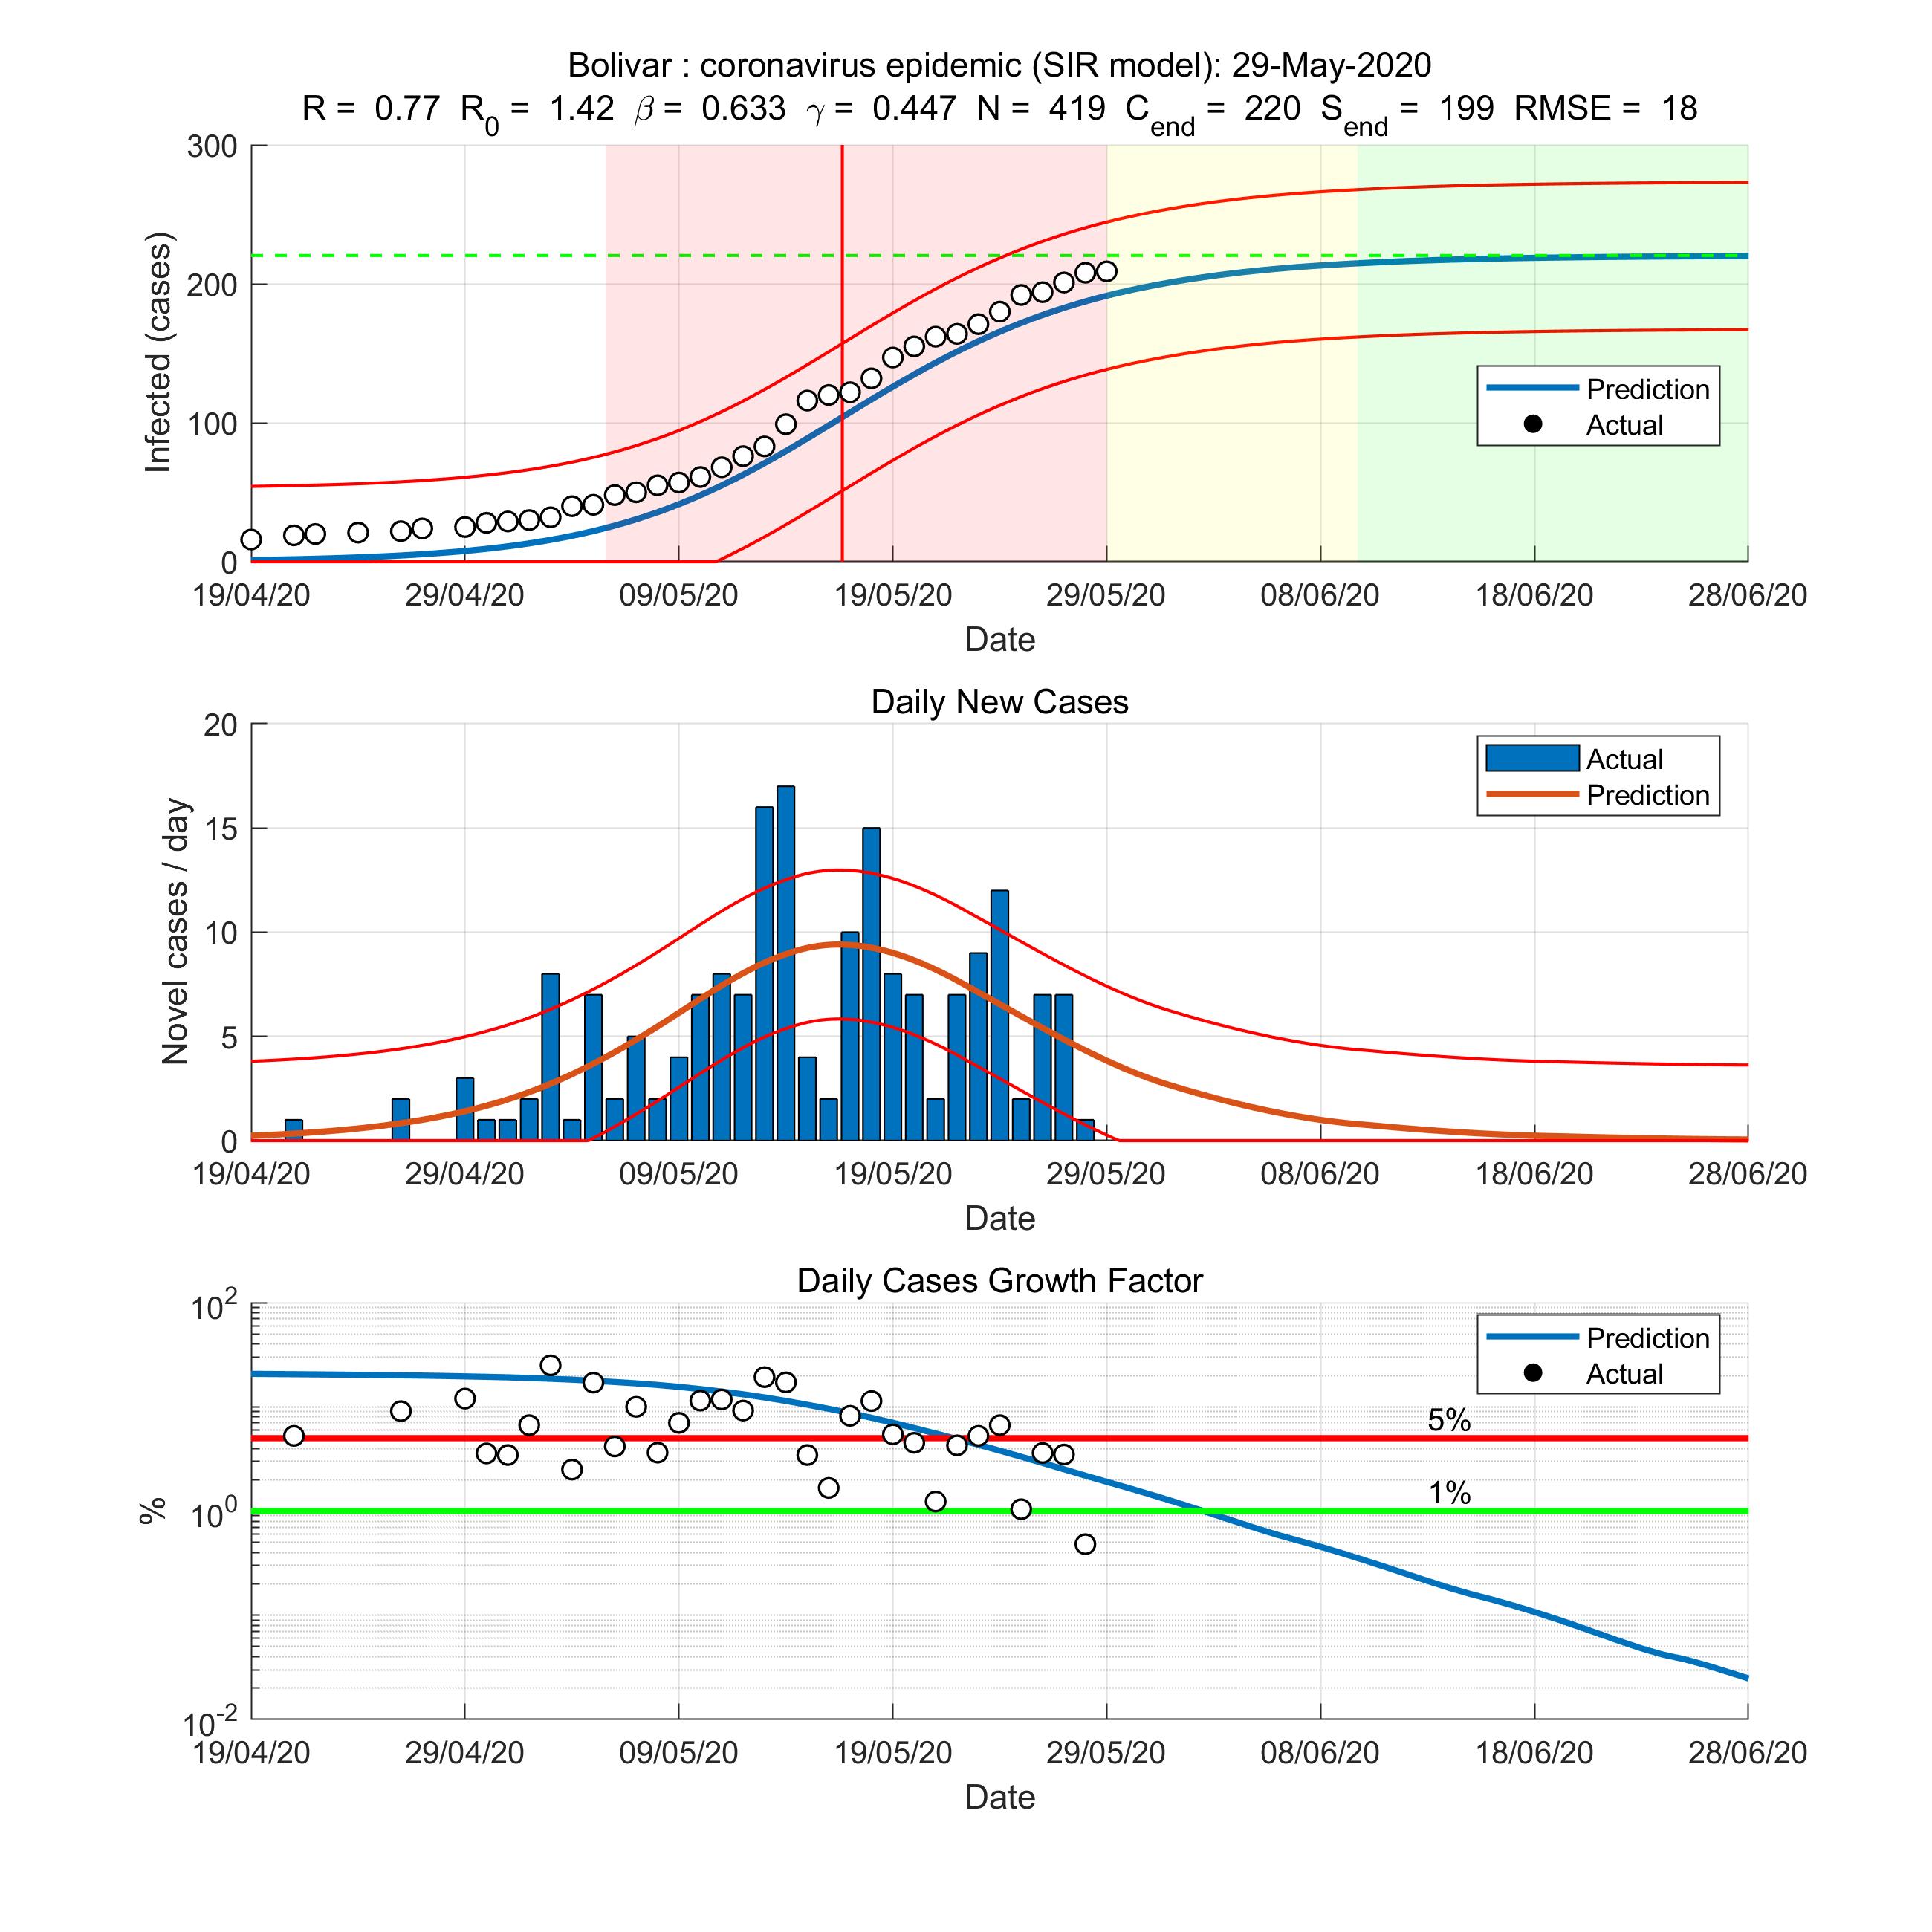 Bolivar : coronavirus epidemic (SIR model): 29-May-2020
R = 0.77 R0 = 1.42 β = 0.633 γ = 0.447 N = 419 Cend = 220 Send = 199 RMSE = 18
300
200
100
0
Infected (cases)
Prediction
Actual
19/04/20 29/04/20 09/05/20 19/05/20 29/05/20 08/06/20 18/06/20 28/06/20
Date
Daily New Cases
20
15
10
5
0
Novel cases / day
Actual
Prediction
19/04/20 29/04/20 09/05/20 19/05/20 29/05/20 08/06/20 18/06/20 28/06/20
Date
Daily Cases Growth Factor
10^2
10^0
10^-2
%
Prediction
Actual
5%
1%
19/04/20 29/04/20 09/05/20 19/05/20 29/05/20 08/06/20 18/06/20 28/06/20
Date